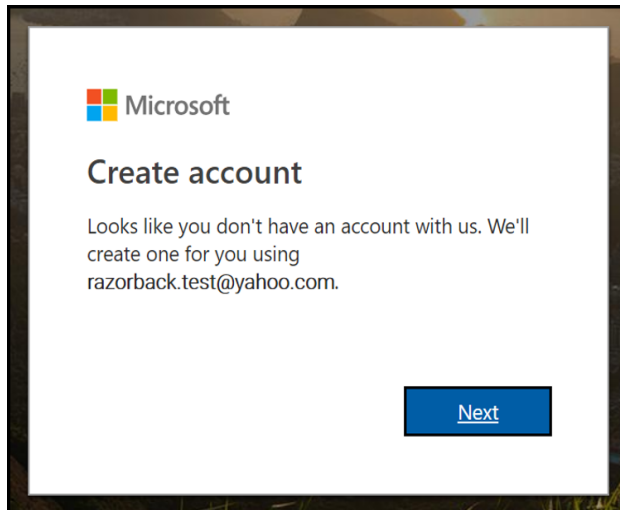 Microsoft
Create account
Looks like you don't have an account with us. We'll
create one for you using
razorback.test@yahoo.com.
Next